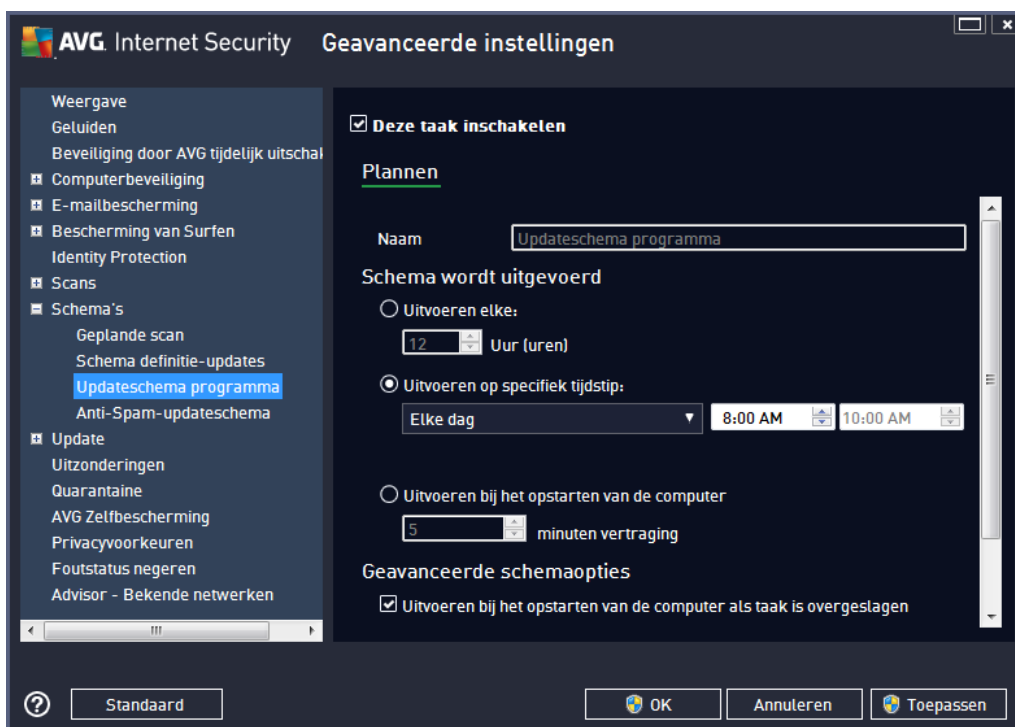 AVG. Internet Security Geavanceerde instellingen
Weergave
Geluiden
Beveiliging door AVG tijdelijk uitschak
Computerbeveiliging
E-mailbescherming
Bescherming van Surfen
Identity Protection
Scans
Schema's
Geplande scan
Schema definitie-updates
Updateschema programma
Anti-Spam-updateschema
Update
Uitzonderingen
Quarantaine
AVG Zelfbescherming
Privacyvoorkeuren
Foutstatus negeren
Advisor - Bekende netwerken
Deze taak inschakelen
Plannen
Naam Updateschema programma
Schema wordt uitgevoerd
Uitvoeren elke:
12 Uur (uren)
Uitvoeren op specifiek tijdstip:
Elke dag 8:00 AM 10:00 AM
Uitvoeren bij het opstarten van de computer
5 minuten vertraging
Geavanceerde schemaopties
Uitvoeren bij het opstarten van de computer als taak is overgeslagen
? Standaard OK Annuleren Toepassen